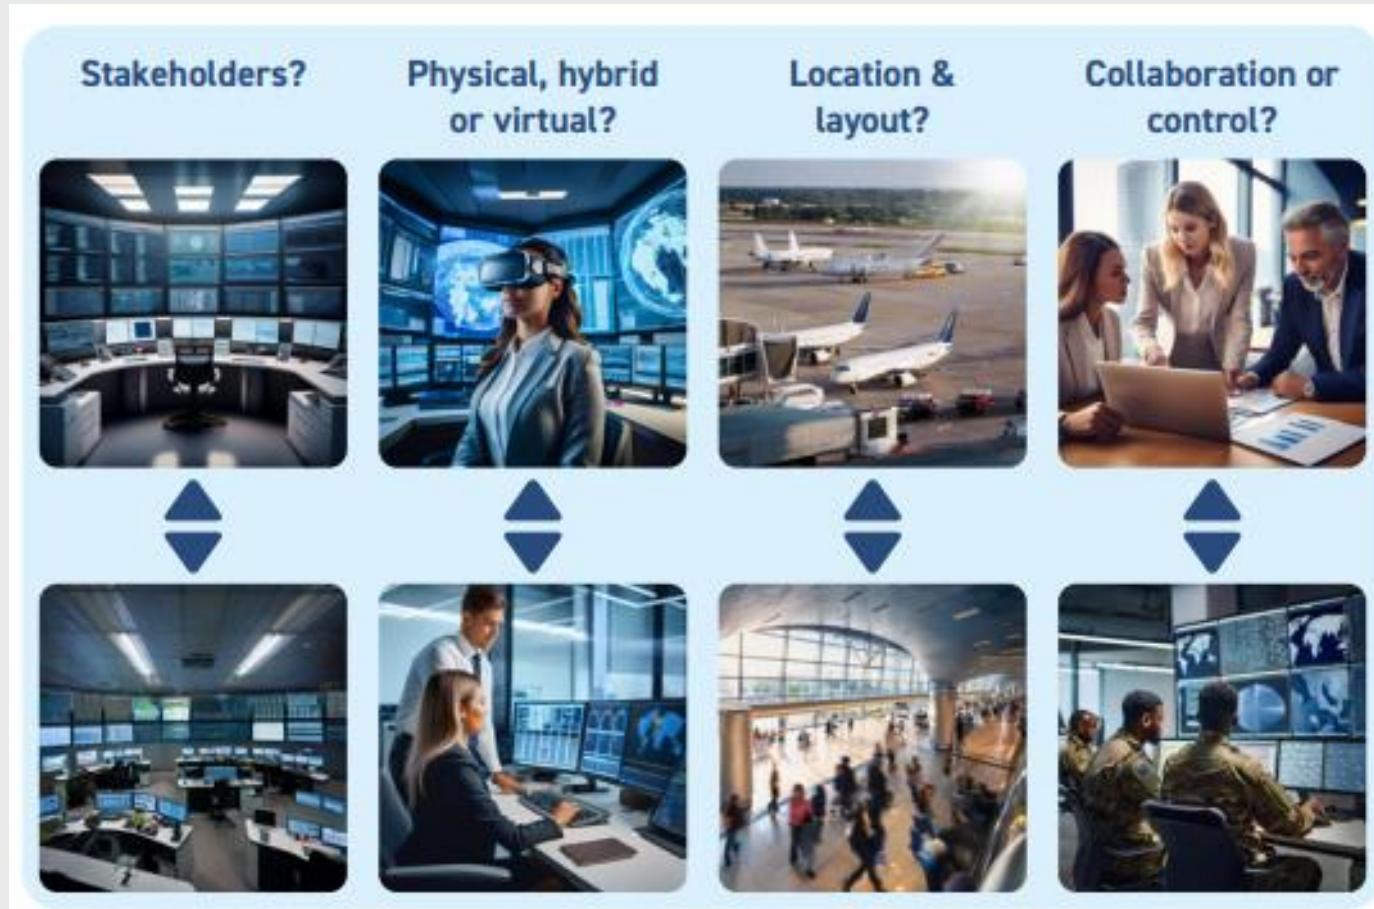 Stakeholders?
Physical, hybrid
or virtual?
Location &
layout?
Collaboration or
control?